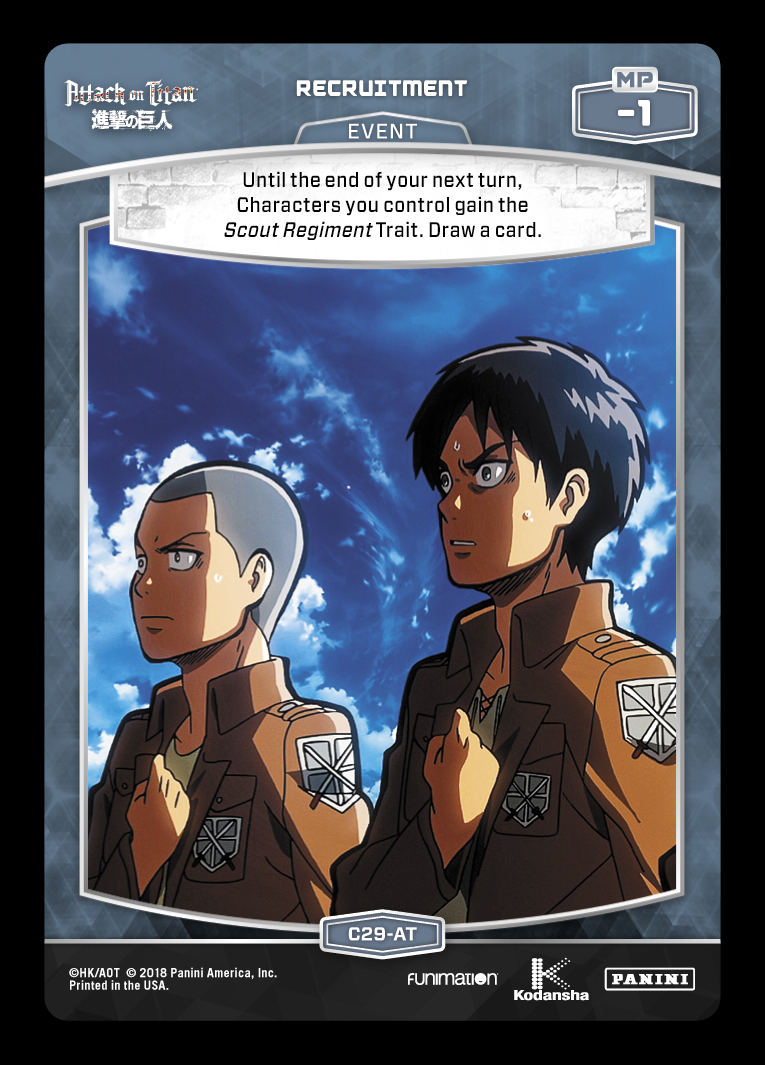 Attack on Titan
進撃の巨人
RECRUITMENT
EVENT
MP
-1
Until the end of your next turn,
Characters you control gain the
Scout Regiment Trait. Draw a card.
C29-AT
©HK/AOT © 2018 Panini America, Inc.
Printed in the USA.
FUNIMATION
Kodansha
PANINI